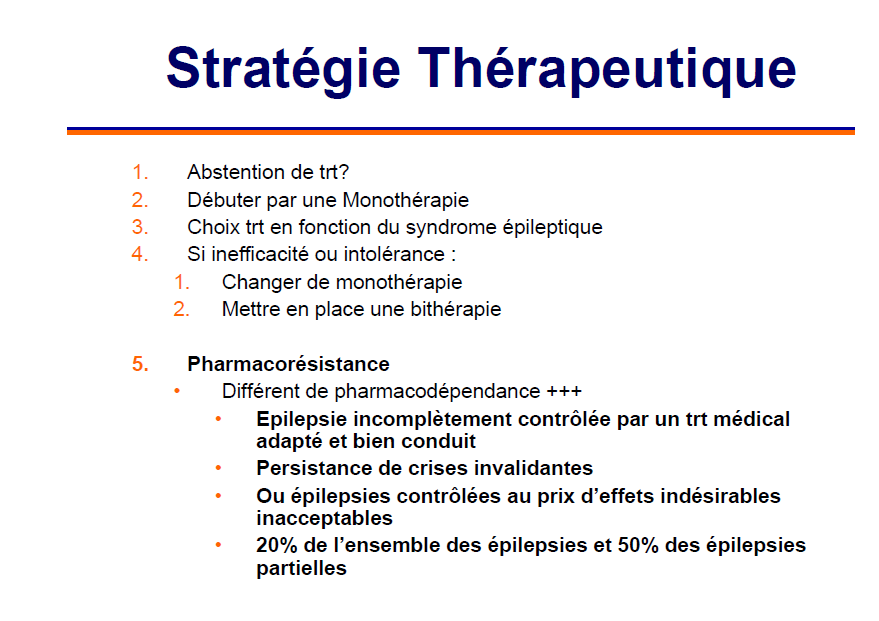 Stratégie Thérapeutique
1. Abstention de trt?
2. Débuter par une Monothérapie
3. Choix trt en fonction du syndrome épileptique
4. Si inefficacité ou intolérance :
1. Changer de monothérapie
2. Mettre en place une bithérapie
5. Pharmacorésistance
• Différent de pharmacodépendance +++
• Epilepsie incomplètement contrôlée par un trt médical
adapté et bien conduit
• Persistance de crises invalidantes
• Ou épilepsies contrôlées au prix d’effets indésirables
inacceptables
• 20% de l’ensemble des épilepsies et 50% des épilepsies
partielles